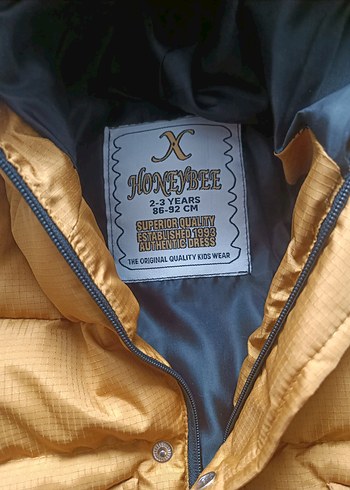 HONEYBEE
2-3 YEARS
86-92 CM
SUPERIOR QUALITY
ESTABLISHED 1993
AUTHENTIC DRESS
THE ORIGINAL QUALITY KIDS WEAR